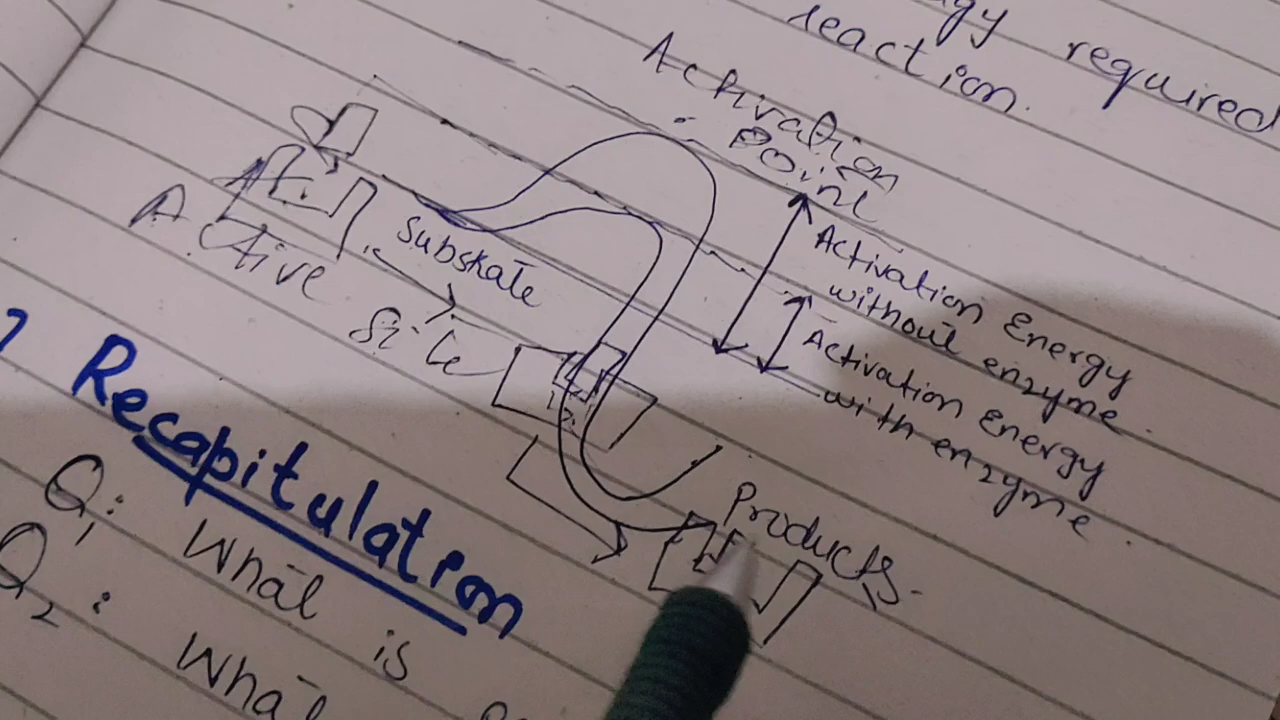 required
reaction.
Activation
Point
Active Site
Substrate
Activation Energy
without enzyme.
Activation Energy
with enzyme.
Products.
Recapitulation
Q1: What is
Q2: What